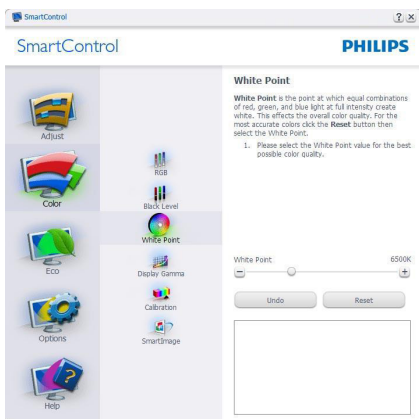 SmartControl
SmartControl
PHILIPS
Adjust
Color
Eco
Options
Help
RGB
Black Level
White Point
Display Gamma
Calibration
SmartImage
White Point
White Point is the point at which equal combinations
of red, green, and blue light at full intensity create
white. This effects the overall color quality. For the
most accurate colors click the Reset button then
select the White Point.
1. Please select the White Point value for the best
possible color quality.
White Point 6500K
Undo Reset